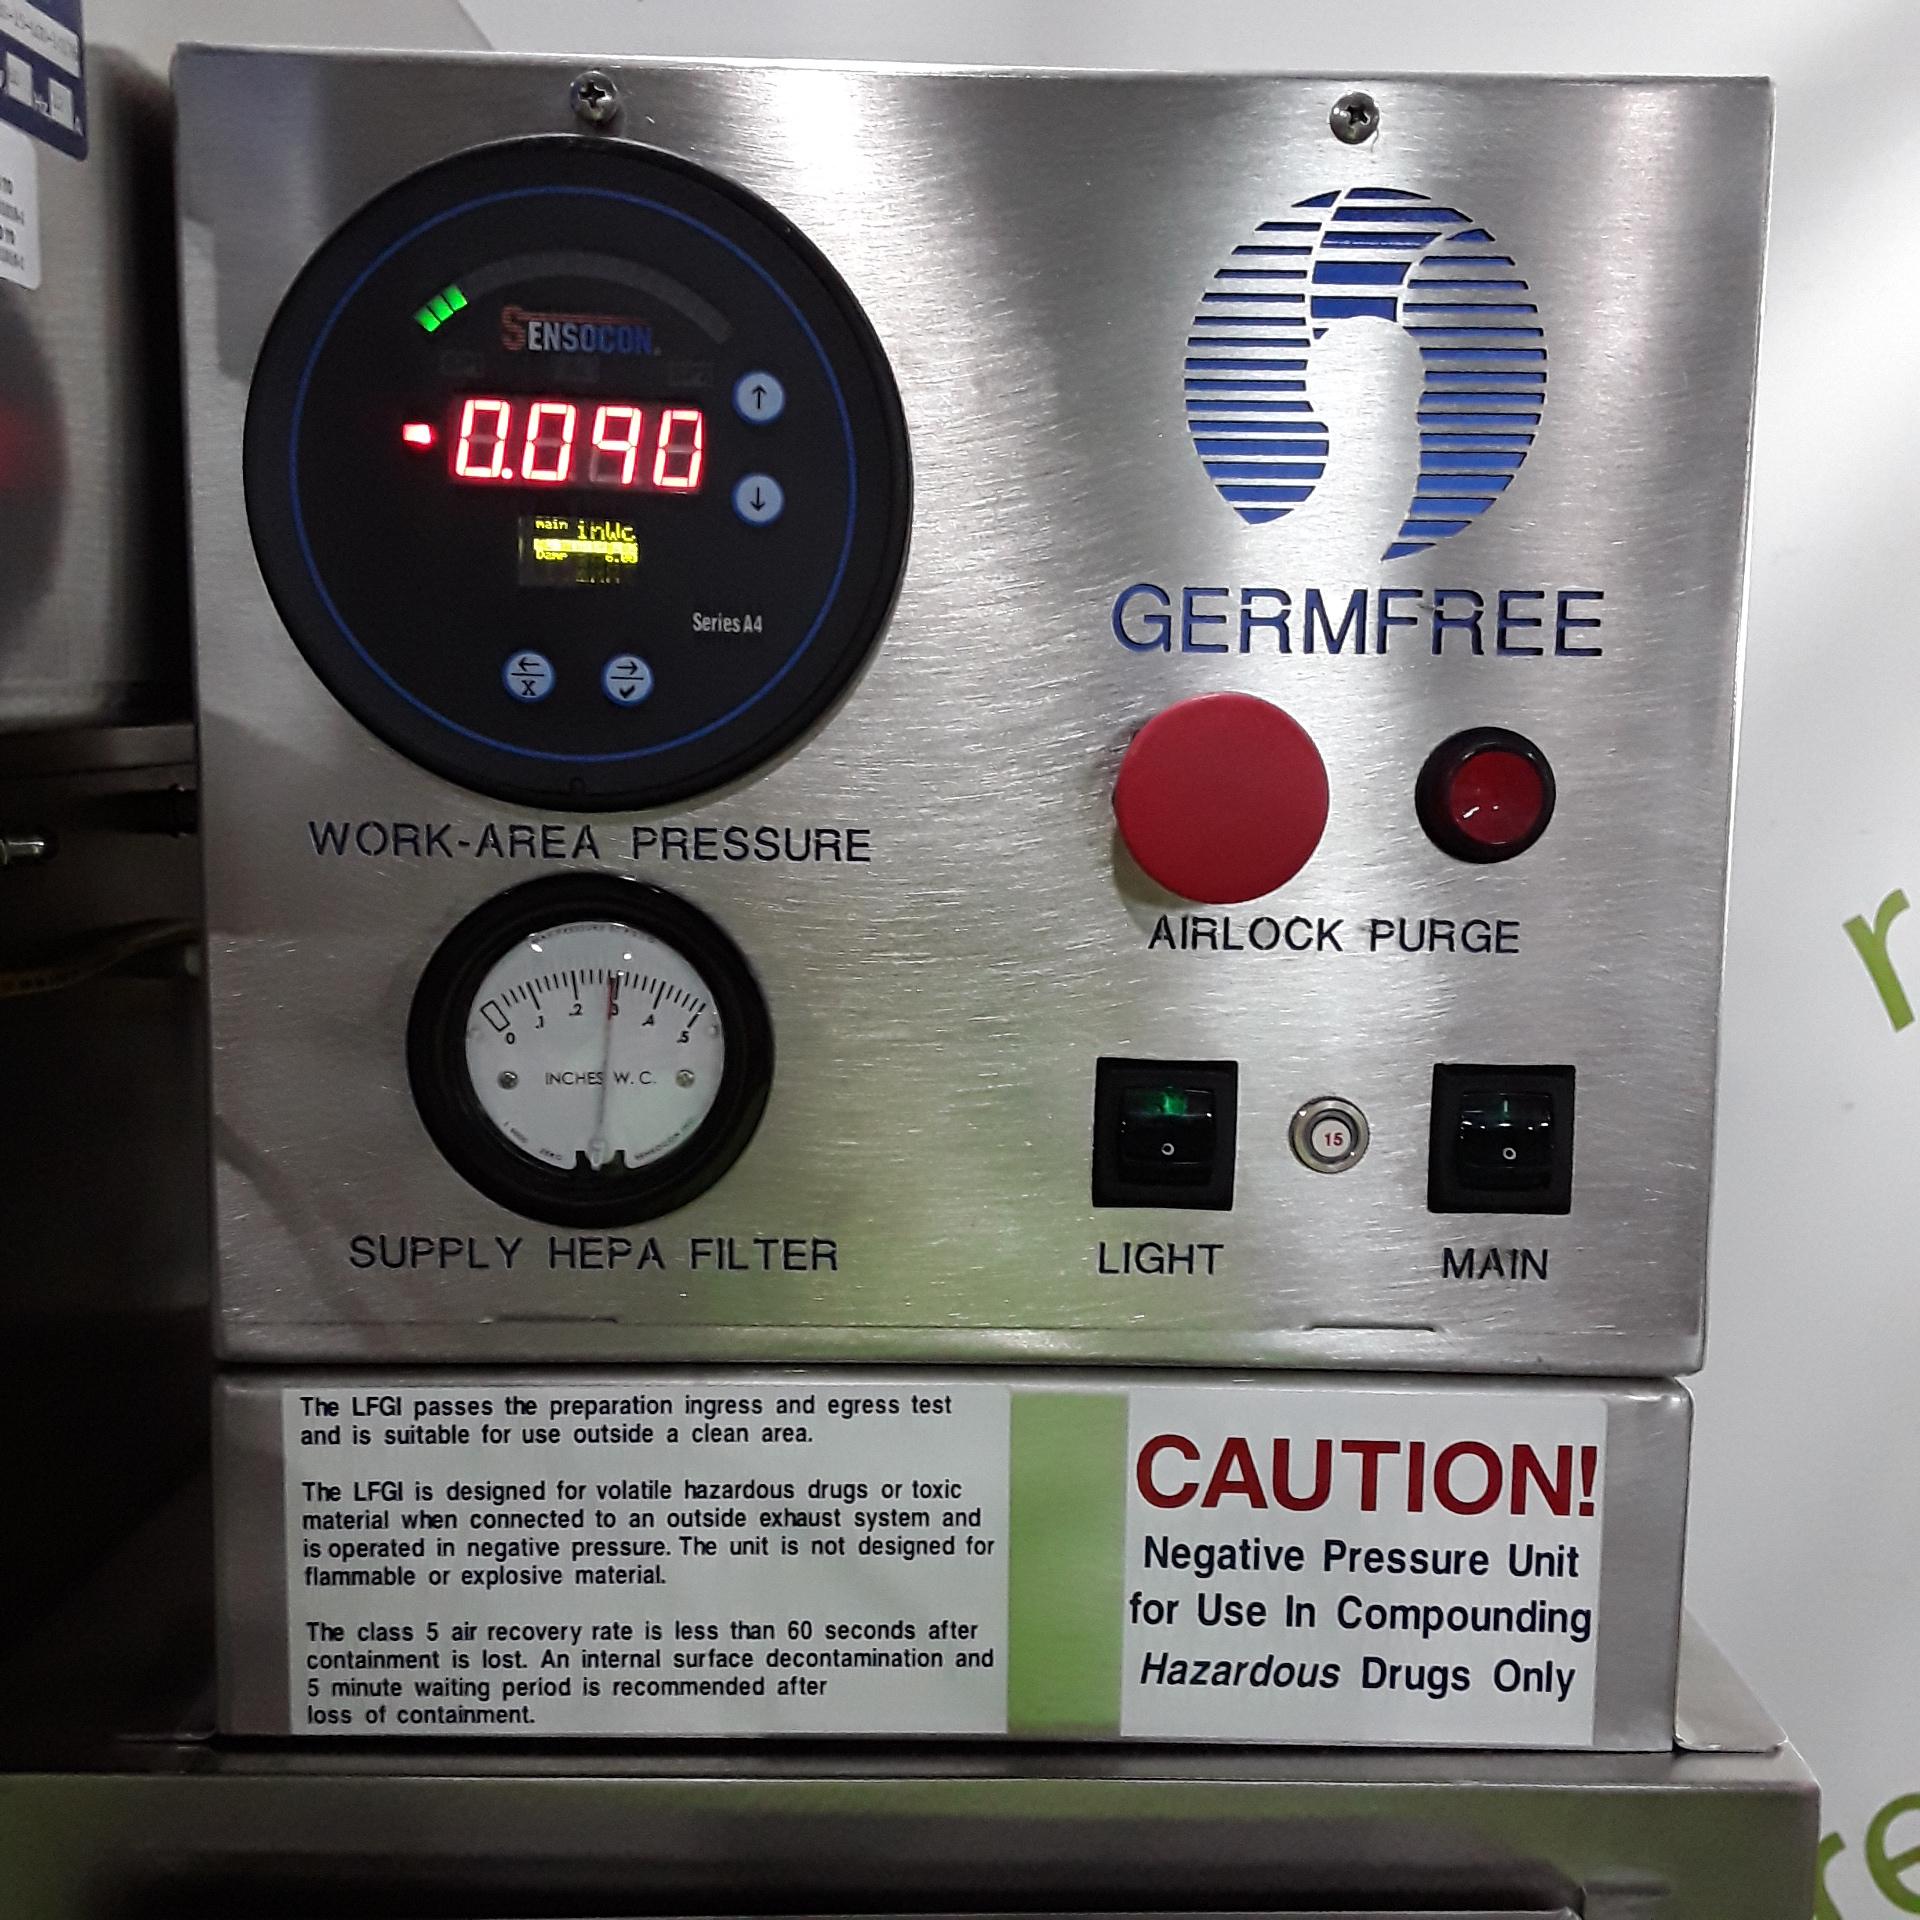 SENSOCON
-0.090
main inWc
Series A4
X
GERMFREE
WORK-AREA PRESSURE
AIRLOCK PURGE
0 .1 .2 .3 .4 .5
INCHES W. C.
SUPPLY HEPA FILTER
15
LIGHT
MAIN
The LFGI passes the preparation ingress and egress test
and is suitable for use outside a clean area.
The LFGI is designed for volatile hazardous drugs or toxic
material when connected to an outside exhaust system and
is operated in negative pressure. The unit is not designed for
flammable or explosive material.
The class 5 air recovery rate is less than 60 seconds after
containment is lost. An internal surface decontamination and
5 minute waiting period is recommended after
loss of containment.
CAUTION!
Negative Pressure Unit
for Use In Compounding
Hazardous Drugs Only
r
re